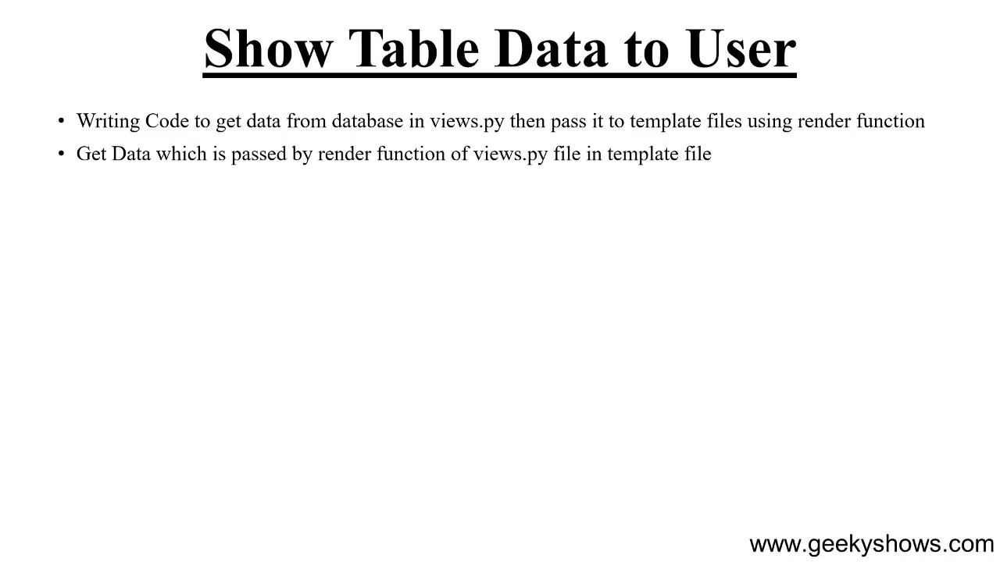 Show Table Data to User
• Writing Code to get data from database in views.py then pass it to template files using render function
• Get Data which is passed by render function of views.py file in template file
www.geekyshows.com